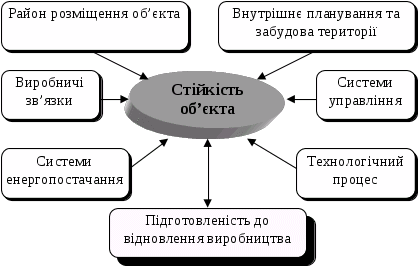 Район розміщення об’єкта
Внутрішнє планування та
забудова території
Виробничі
зв’язки
Стійкість
об’єкта
Системи
управління
Системи
енергопостачання
Технологічний
процес
Підготовленість до
відновлення виробництва